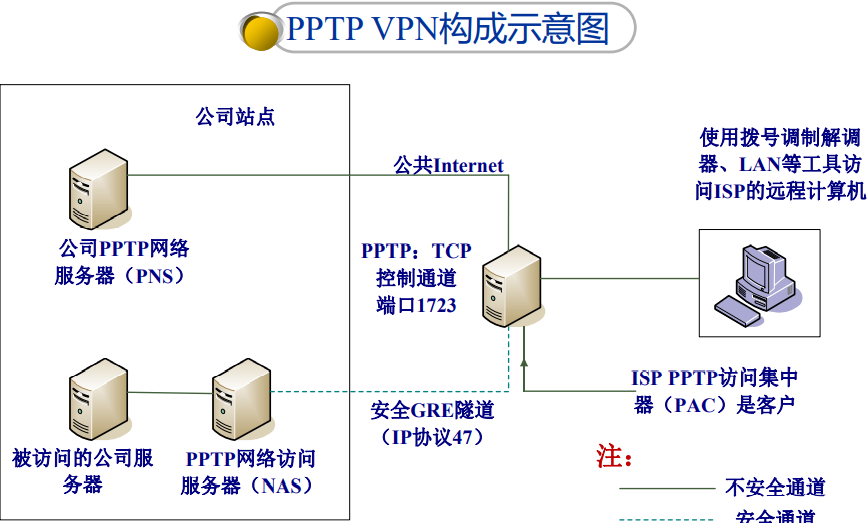 PPTP VPN构成示意图
公司站点
公共Internet
使用拨号调制解调
器、LAN等工具访
问ISP的远程计算机
公司PPTP网络
服务器（PNS）
PPTP：TCP
控制通道
端口1723
ISP PPTP访问集中
器（PAC）是客户
安全GRE隧道
（IP协议47）
被访问的公司服
务器
PPTP网络访问
服务器（NAS）
注：
不安全通道
安全通道